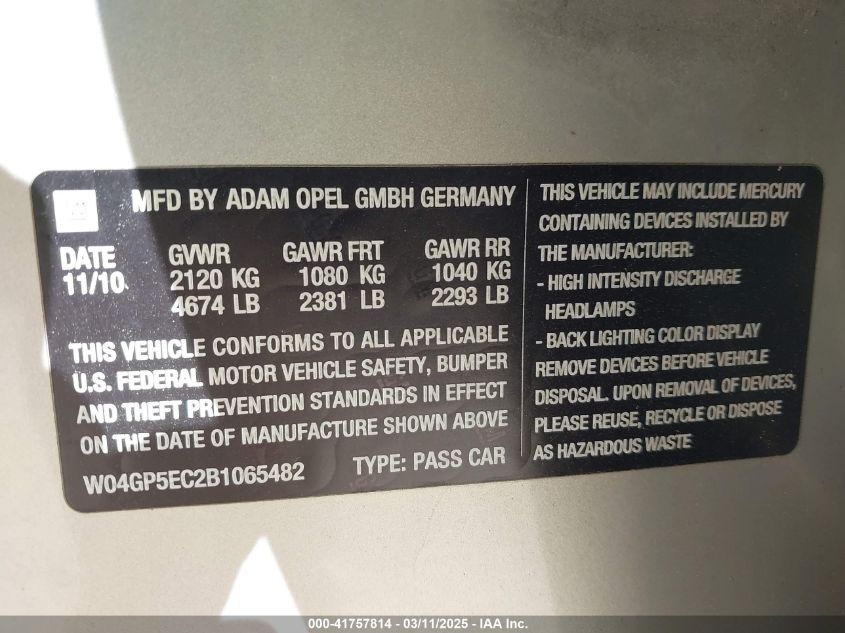 MFD BY ADAM OPEL GMBH GERMANY
DATE GVWR GAWR FRT GAWR RR
11/10 2120 KG 1080 KG 1040 KG
4674 LB 2381 LB 2293 LB
THIS VEHICLE CONFORMS TO ALL APPLICABLE
U.S. FEDERAL MOTOR VEHICLE SAFETY, BUMPER
AND THEFT PREVENTION STANDARDS IN EFFECT
ON THE DATE OF MANUFACTURE SHOWN ABOVE
W04GP5EC2B1065482 TYPE: PASS CAR
THIS VEHICLE MAY INCLUDE MERCURY
CONTAINING DEVICES INSTALLED BY
THE MANUFACTURER:
- HIGH INTENSITY DISCHARGE
HEADLAMPS
- BACK LIGHTING COLOR DISPLAY
REMOVE DEVICES BEFORE VEHICLE
DISPOSAL. UPON REMOVAL OF DEVICES,
PLEASE REUSE, RECYCLE OR DISPOSE
AS HAZARDOUS WASTE
000-41757814 - 03/11/2025 - IAA Inc.